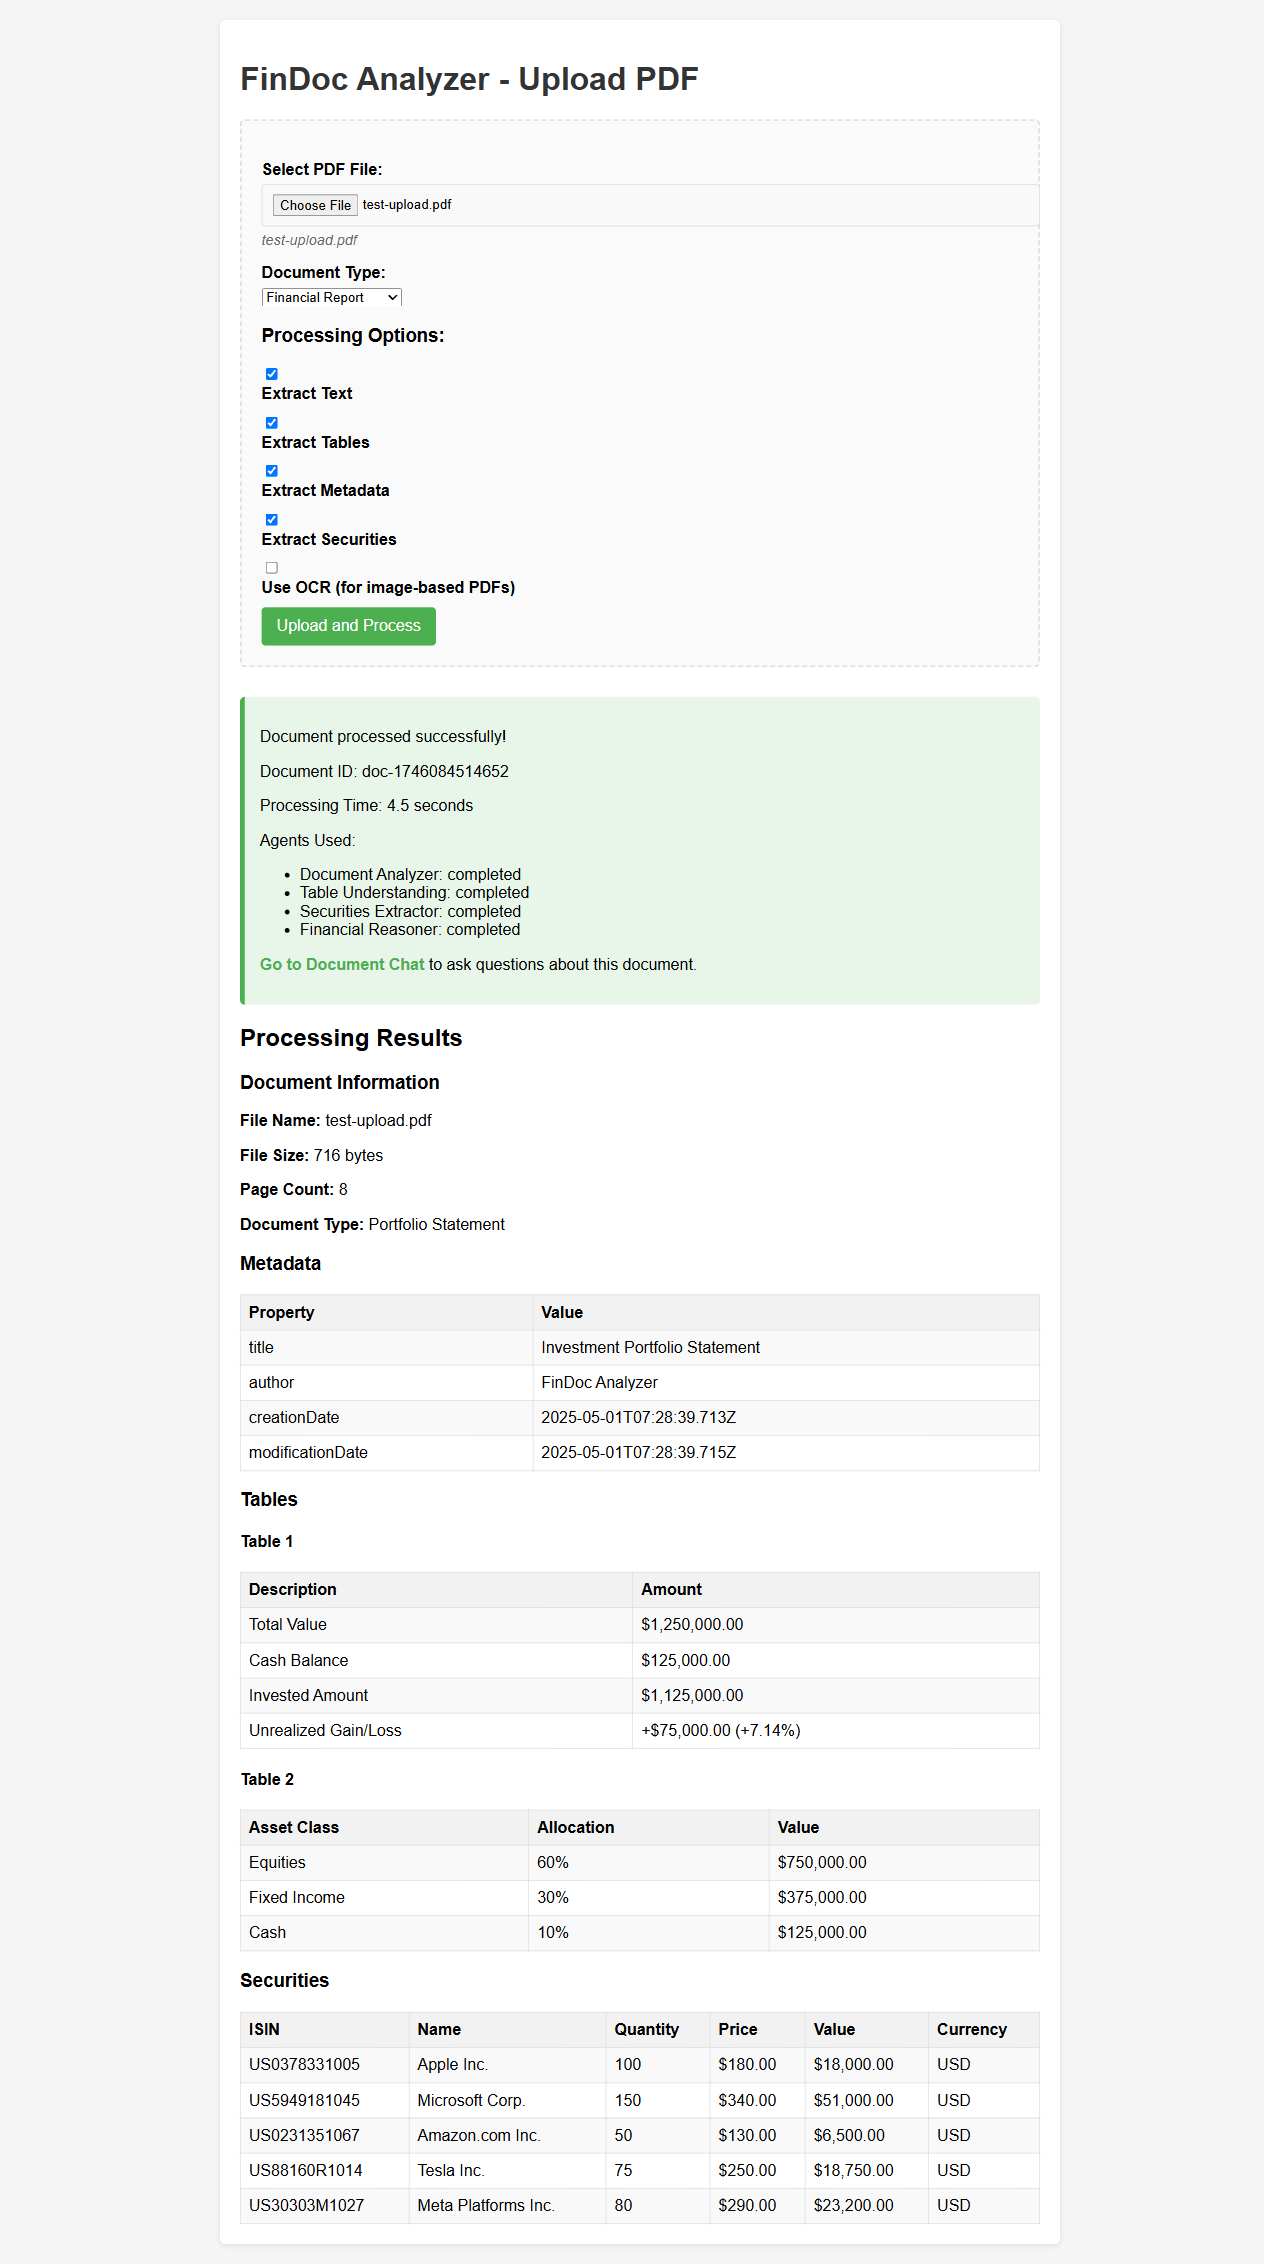 FinDoc Analyzer - Upload PDF
Select PDF File:
Choose File test-upload.pdf
test-upload.pdf
Document Type:
Financial Report
Processing Options:
Extract Text
Extract Tables
Extract Metadata
Extract Securities
Use OCR (for image-based PDFs)
Upload and Process
Document processed successfully!
Document ID: doc-1746084514652
Processing Time: 4.5 seconds
Agents Used:
• Document Analyzer: completed
• Table Understanding: completed
• Securities Extractor: completed
• Financial Reasoner: completed
Go to Document Chat to ask questions about this document.
Processing Results
Document Information
File Name: test-upload.pdf
File Size: 716 bytes
Page Count: 8
Document Type: Portfolio Statement
Metadata
Property Value
title Investment Portfolio Statement
author FinDoc Analyzer
creationDate 2025-05-01T07:28:39.713Z
modificationDate 2025-05-01T07:28:39.715Z
Tables
Table 1
Description Amount
Total Value $1,250,000.00
Cash Balance $125,000.00
Invested Amount $1,125,000.00
Unrealized Gain/Loss +$75,000.00 (+7.14%)
Table 2
Asset Class Allocation Value
Equities 60% $750,000.00
Fixed Income 30% $375,000.00
Cash 10% $125,000.00
Securities
ISIN Name Quantity Price Value Currency
US0378331005 Apple Inc. 100 $180.00 $18,000.00 USD
US5949181045 Microsoft Corp. 150 $340.00 $51,000.00 USD
US0231351067 Amazon.com Inc. 50 $130.00 $6,500.00 USD
US88160R1014 Tesla Inc. 75 $250.00 $18,750.00 USD
US30303M1027 Meta Platforms Inc. 80 $290.00 $23,200.00 USD